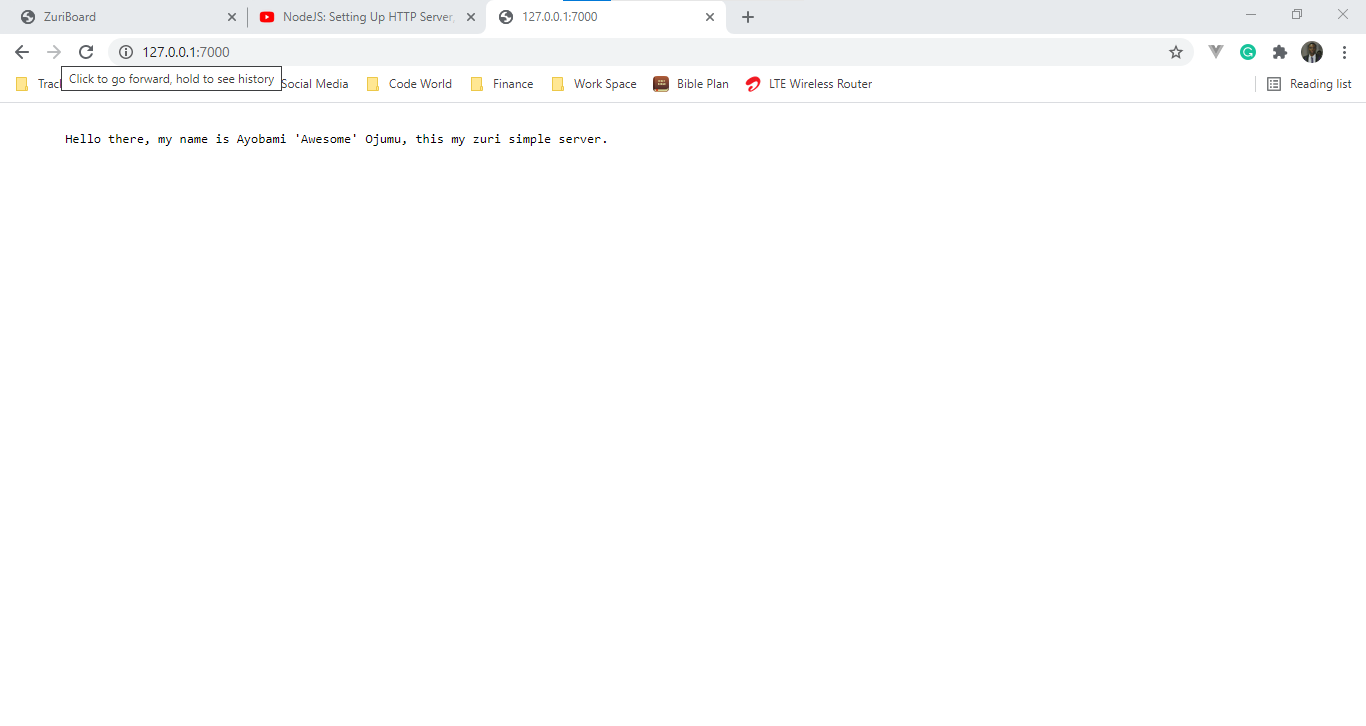 ZuriBoard
NodeJS: Setting Up HTTP Server,
127.0.0.1:7000
127.0.0.1:7000
Click to go forward, hold to see history
Social Media
Code World
Finance
Work Space
Bible Plan
LTE Wireless Router
Reading list
Hello there, my name is Ayobami 'Awesome' Ojumu, this my zuri simple server.